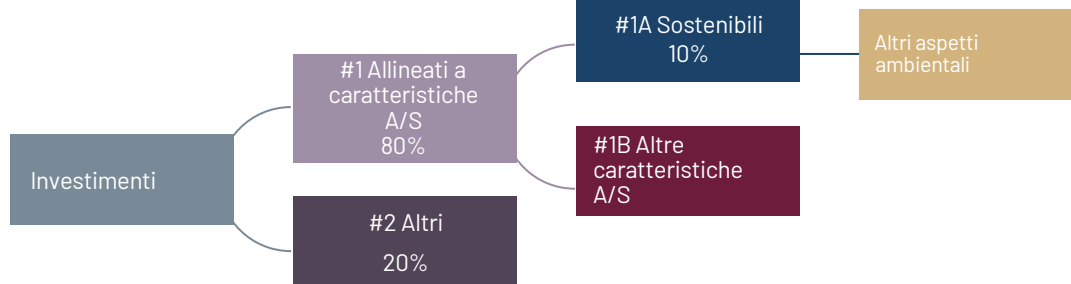 Investimenti
#1 Allineati a
caratteristiche
A/S
80%
#2 Altri
20%
#1A Sostenibili
10%
#1B Altre
caratteristiche
A/S
Altri aspetti
ambientali